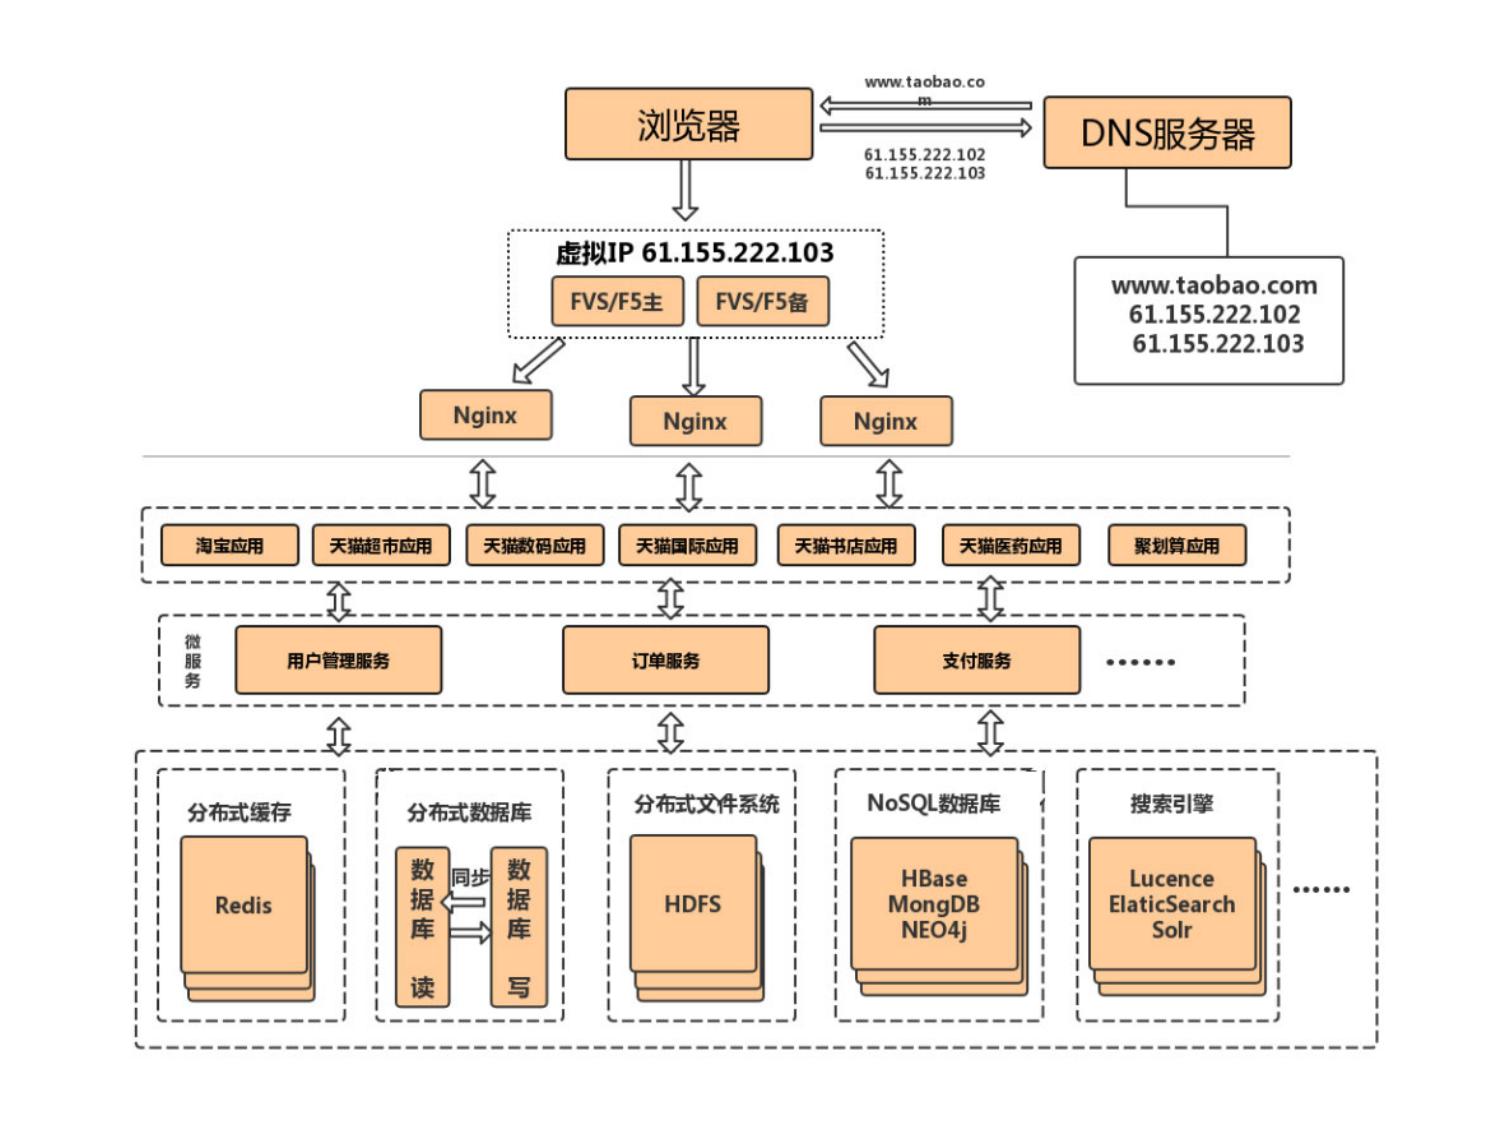 www.taobao.co
m
浏览器
DNS服务器
61.155.222.102
61.155.222.103
虚拟IP 61.155.222.103
FVS/F5主
FVS/F5备
www.taobao.com
61.155.222.102
61.155.222.103
Nginx
Nginx
Nginx
淘宝应用
天猫超市应用
天猫数码应用
天猫国际应用
天猫书店应用
天猫医药应用
聚划算应用
微
服
务
用户管理服务
订单服务
支付服务
······
分布式缓存
Redis
分布式数据库
数
据
库
读
同步
数
据
库
写
分布式文件系统
HDFS
NoSQL数据库
HBase
MongDB
NEO4j
搜索引擎
Lucence
ElaticSearch
Solr
······